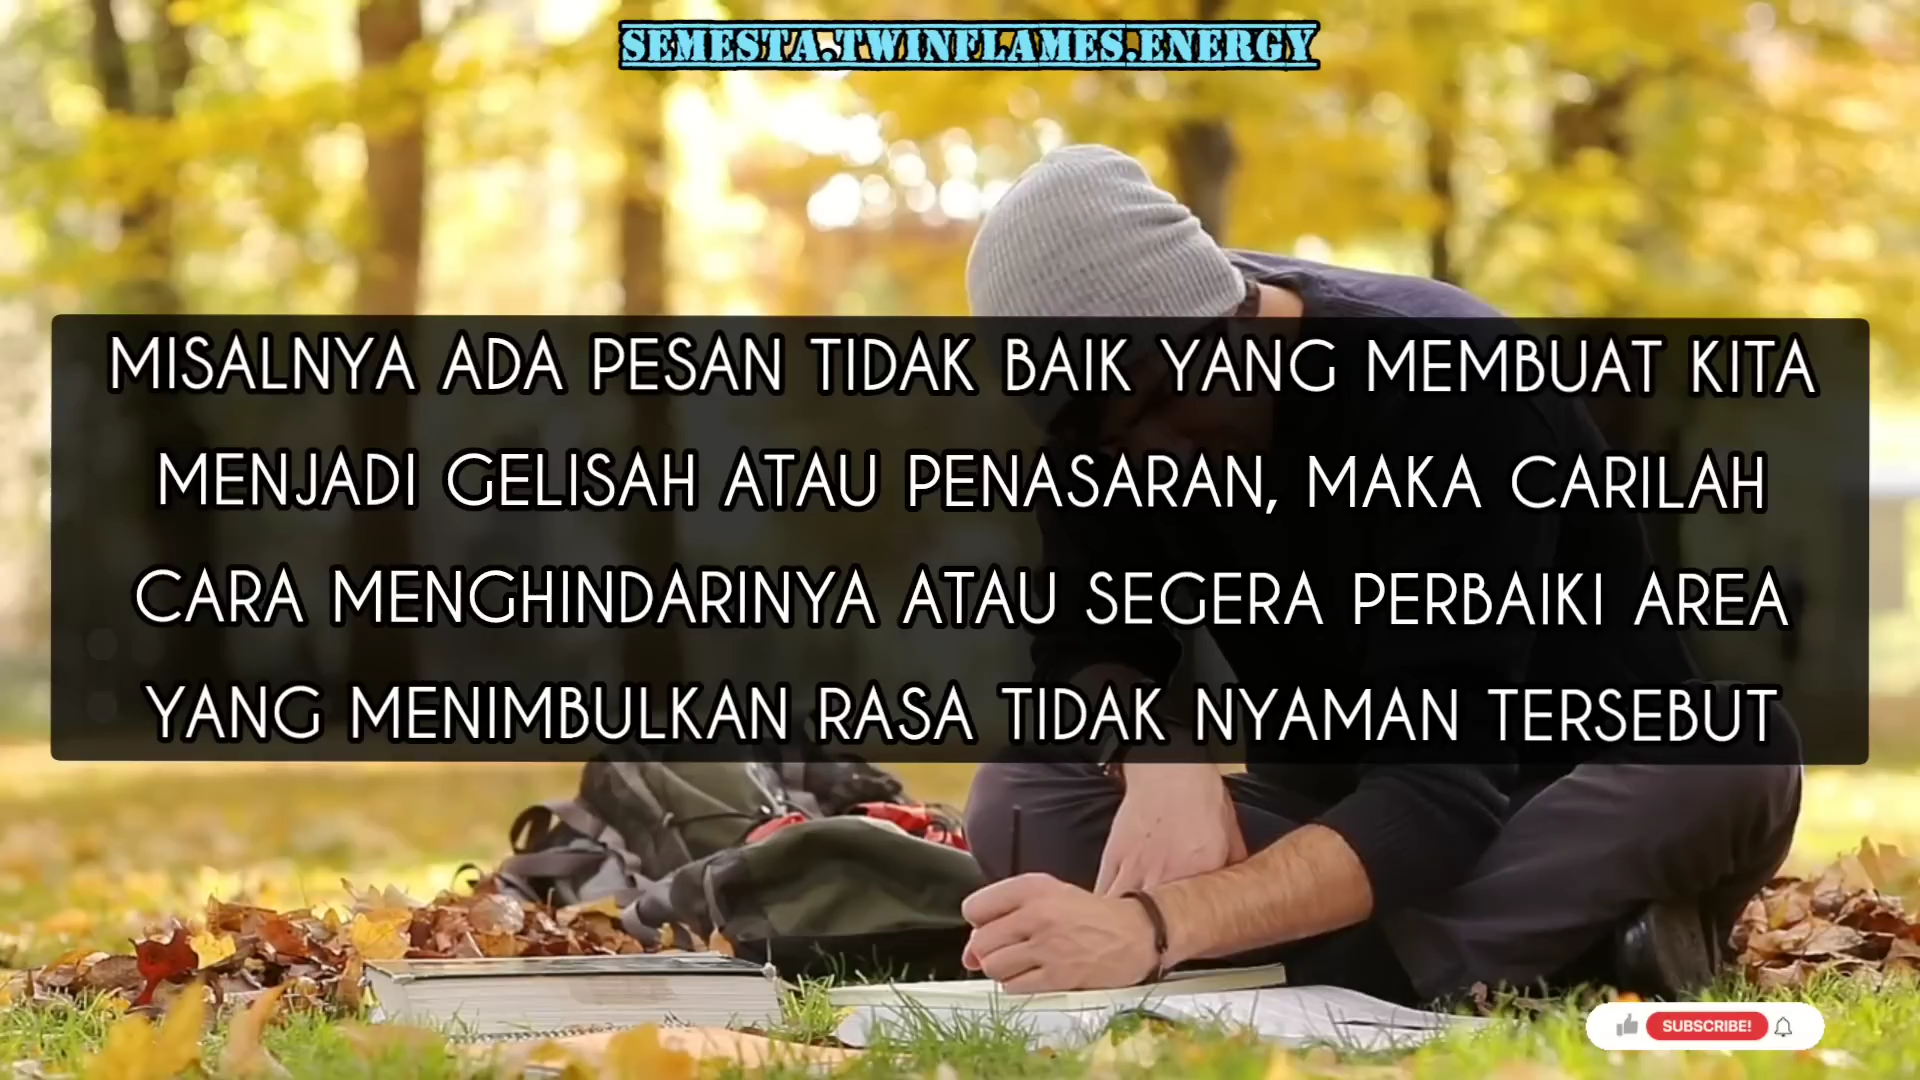 SEMESTA.TWINFLAMES.ENERGY
MISALNYA ADA PESAN TIDAK BAIK YANG MEMBUAT KITA
MENJADI GELISAH ATAU PENASARAN, MAKA CARILAH
CARA MENGHINDARINYA ATAU SEGERA PERBAIKI AREA
YANG MENIMBULKAN RASA TIDAK NYAMAN TERSEBUT
SUBSCRIBE!